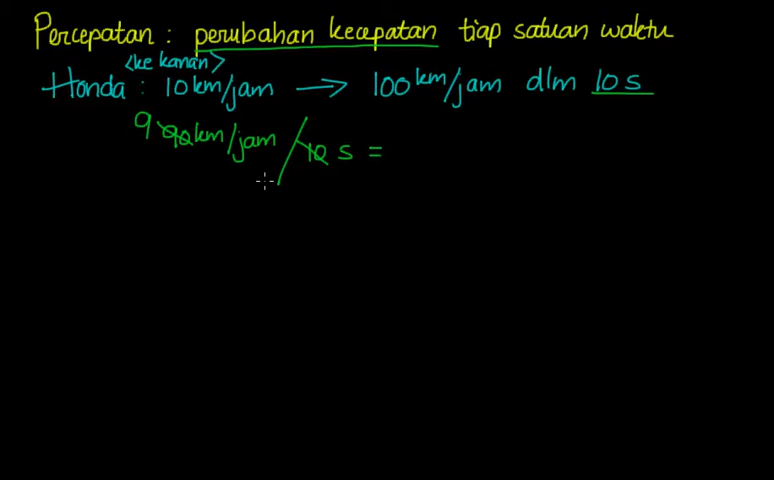 Percepatan : perubahan kecepatan tiap satuan waktu
<ke kanan>
Honda : 10 km/jam → 100 km/jam dlm 10 s
9 90 km/jam / 10 s =